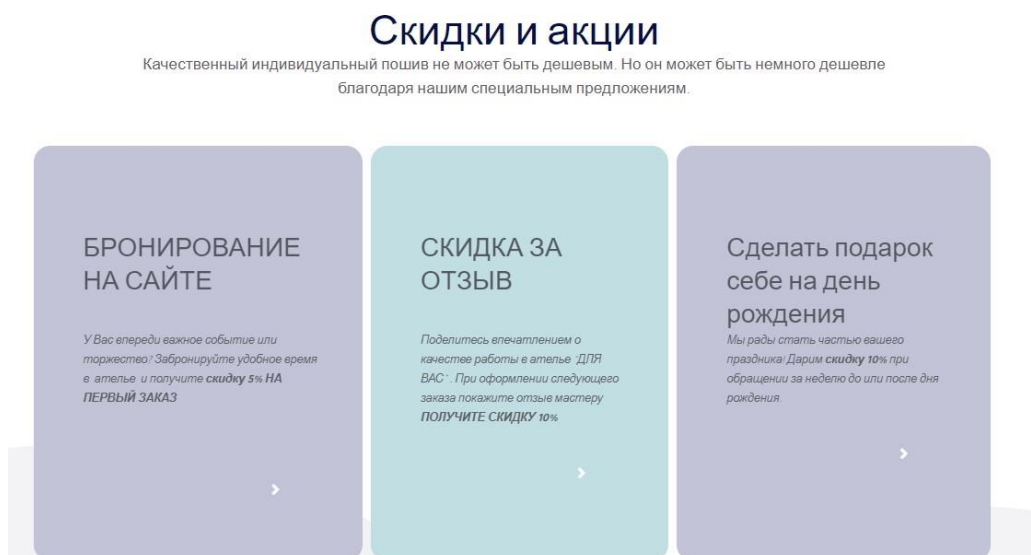 Скидки и акции
Качественный индивидуальный пошив не может быть дешевым. Но он может быть немного дешевле
благодаря нашим специальным предложениям.
БРОНИРОВАНИЕ
НА САЙТЕ
У Вас впереди важное событие или
торжество? Забронируйте удобное время
в ателье и получите скидку 5% НА
ПЕРВЫЙ ЗАКАЗ
СКИДКА ЗА
ОТЗЫВ
Поделитесь впечатлением о
качестве работы в ателье "ДЛЯ
ВАС" . При оформлении следующего
заказа покажите отзыв мастеру
ПОЛУЧИТЕ СКИДКУ 10%
Сделать подарок
себе на день
рождения
Мы рады стать частью вашего
праздника! Дарим скидку 10% при
обращении за неделю до или после дня
рождения.